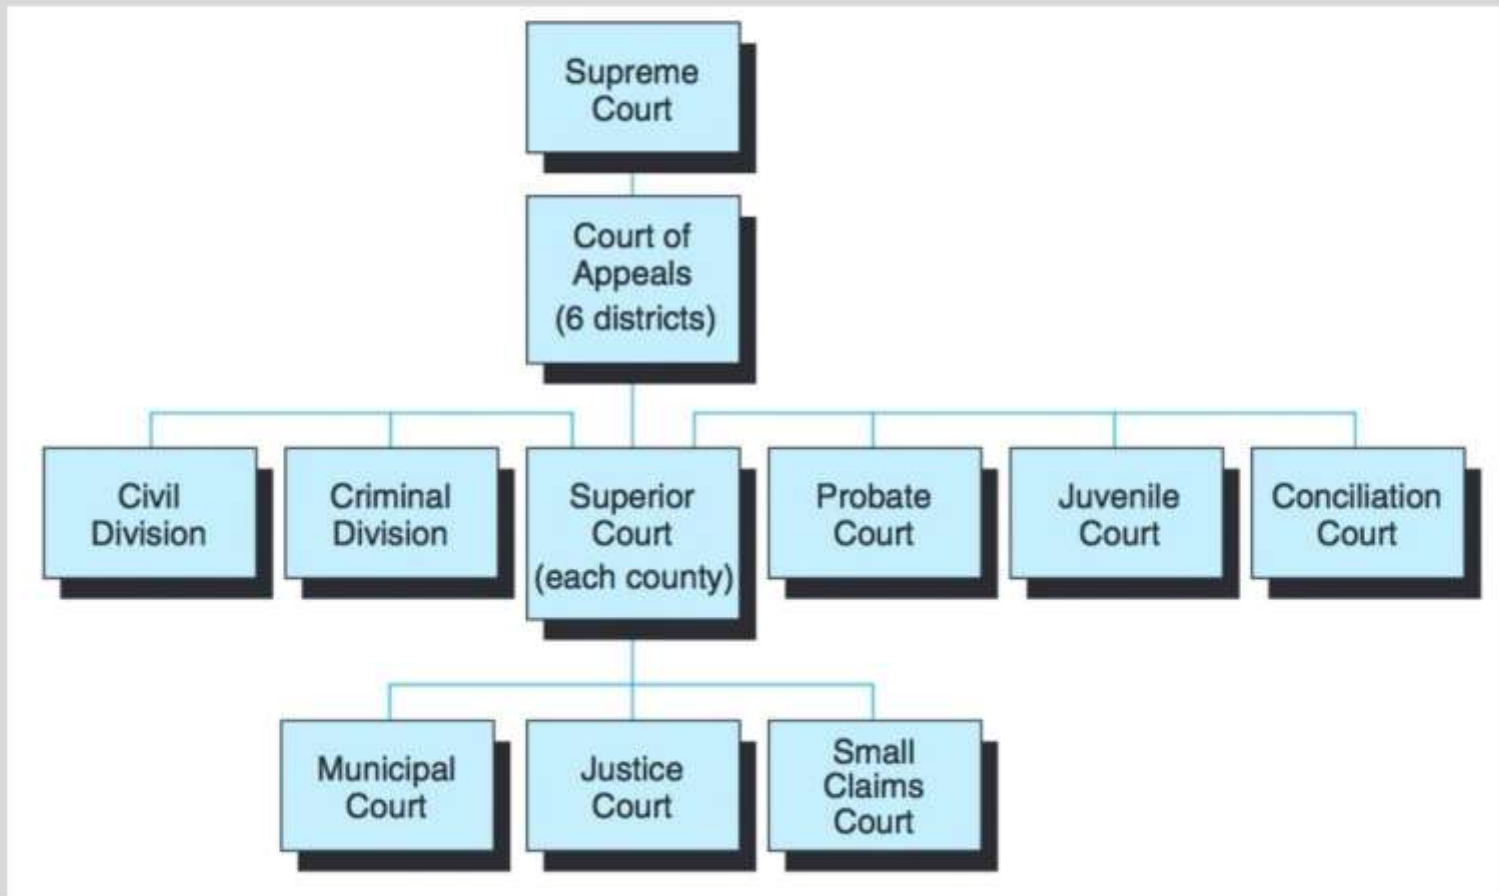 Supreme
Court
Court of
Appeals
(6 districts)
Civil
Division
Criminal
Division
Superior
Court
(each county)
Probate
Court
Juvenile
Court
Conciliation
Court
Municipal
Court
Justice
Court
Small
Claims
Court